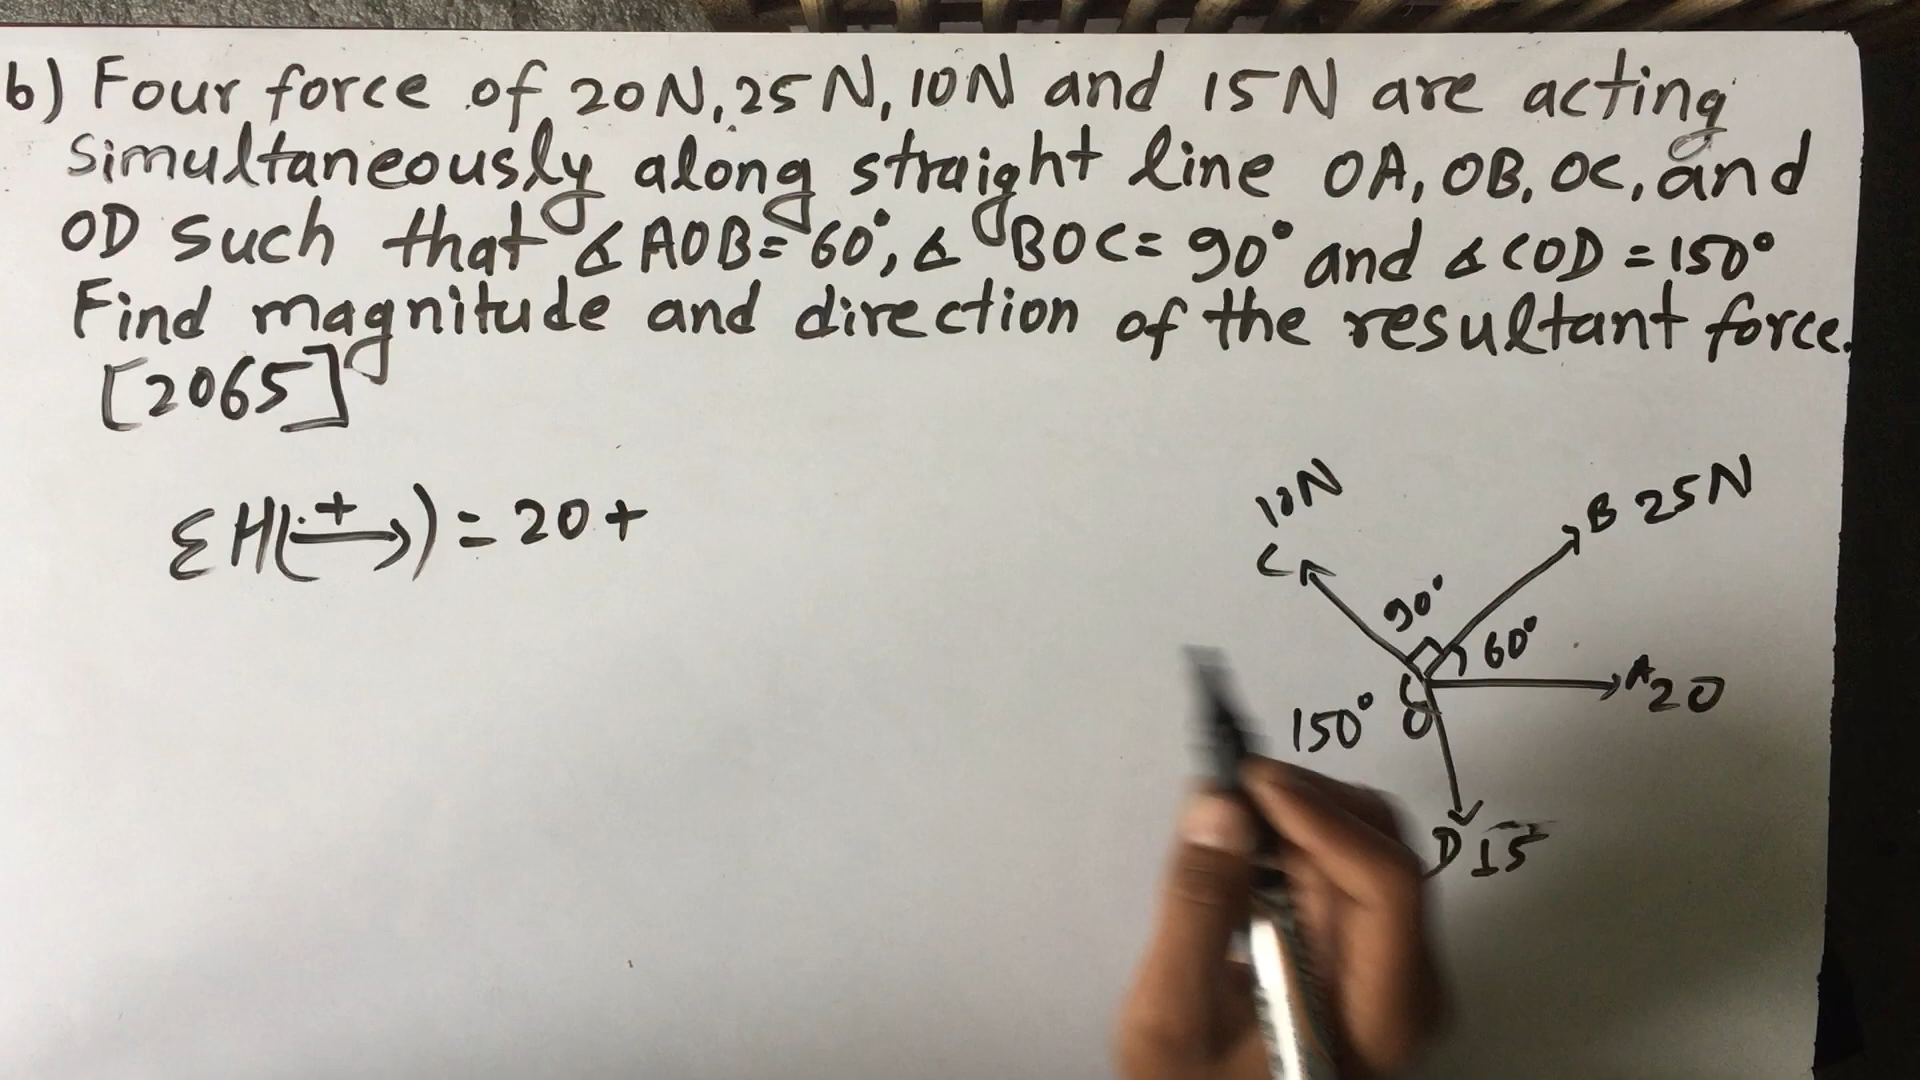 b) Four force of 20N, 25N, 10N and 15N are acting
simultaneously along straight line OA, OB, OC, and
OD such that ∡AOB=60°, ∡BOC=90° and ∡COD=150°
Find magnitude and direction of the resultant force.
[2065]
ΣH(→+)=20+
10N
C
B 25N
90°
60°
A 20
150°
O
D 15